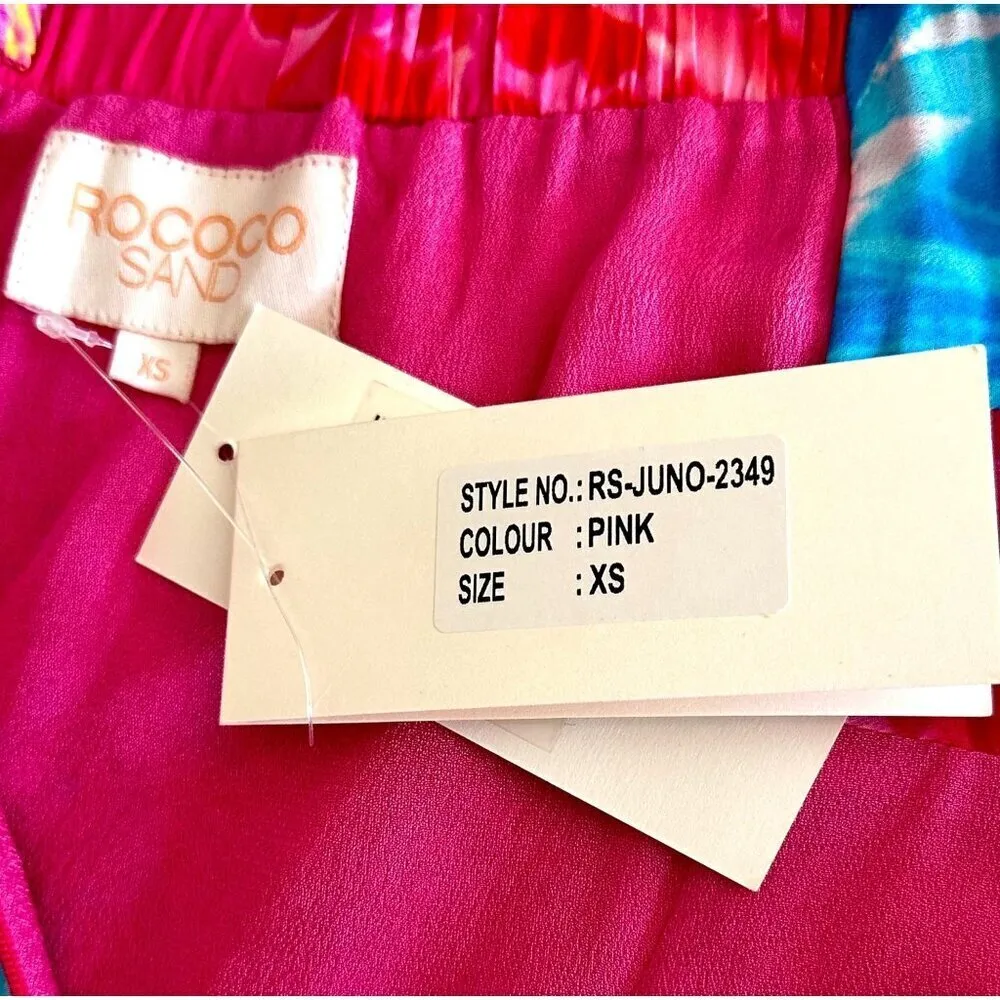 ROCOCO
SAND
XS
STYLE NO.: RS-JUNO-2349
COLOUR : PINK
SIZE : XS